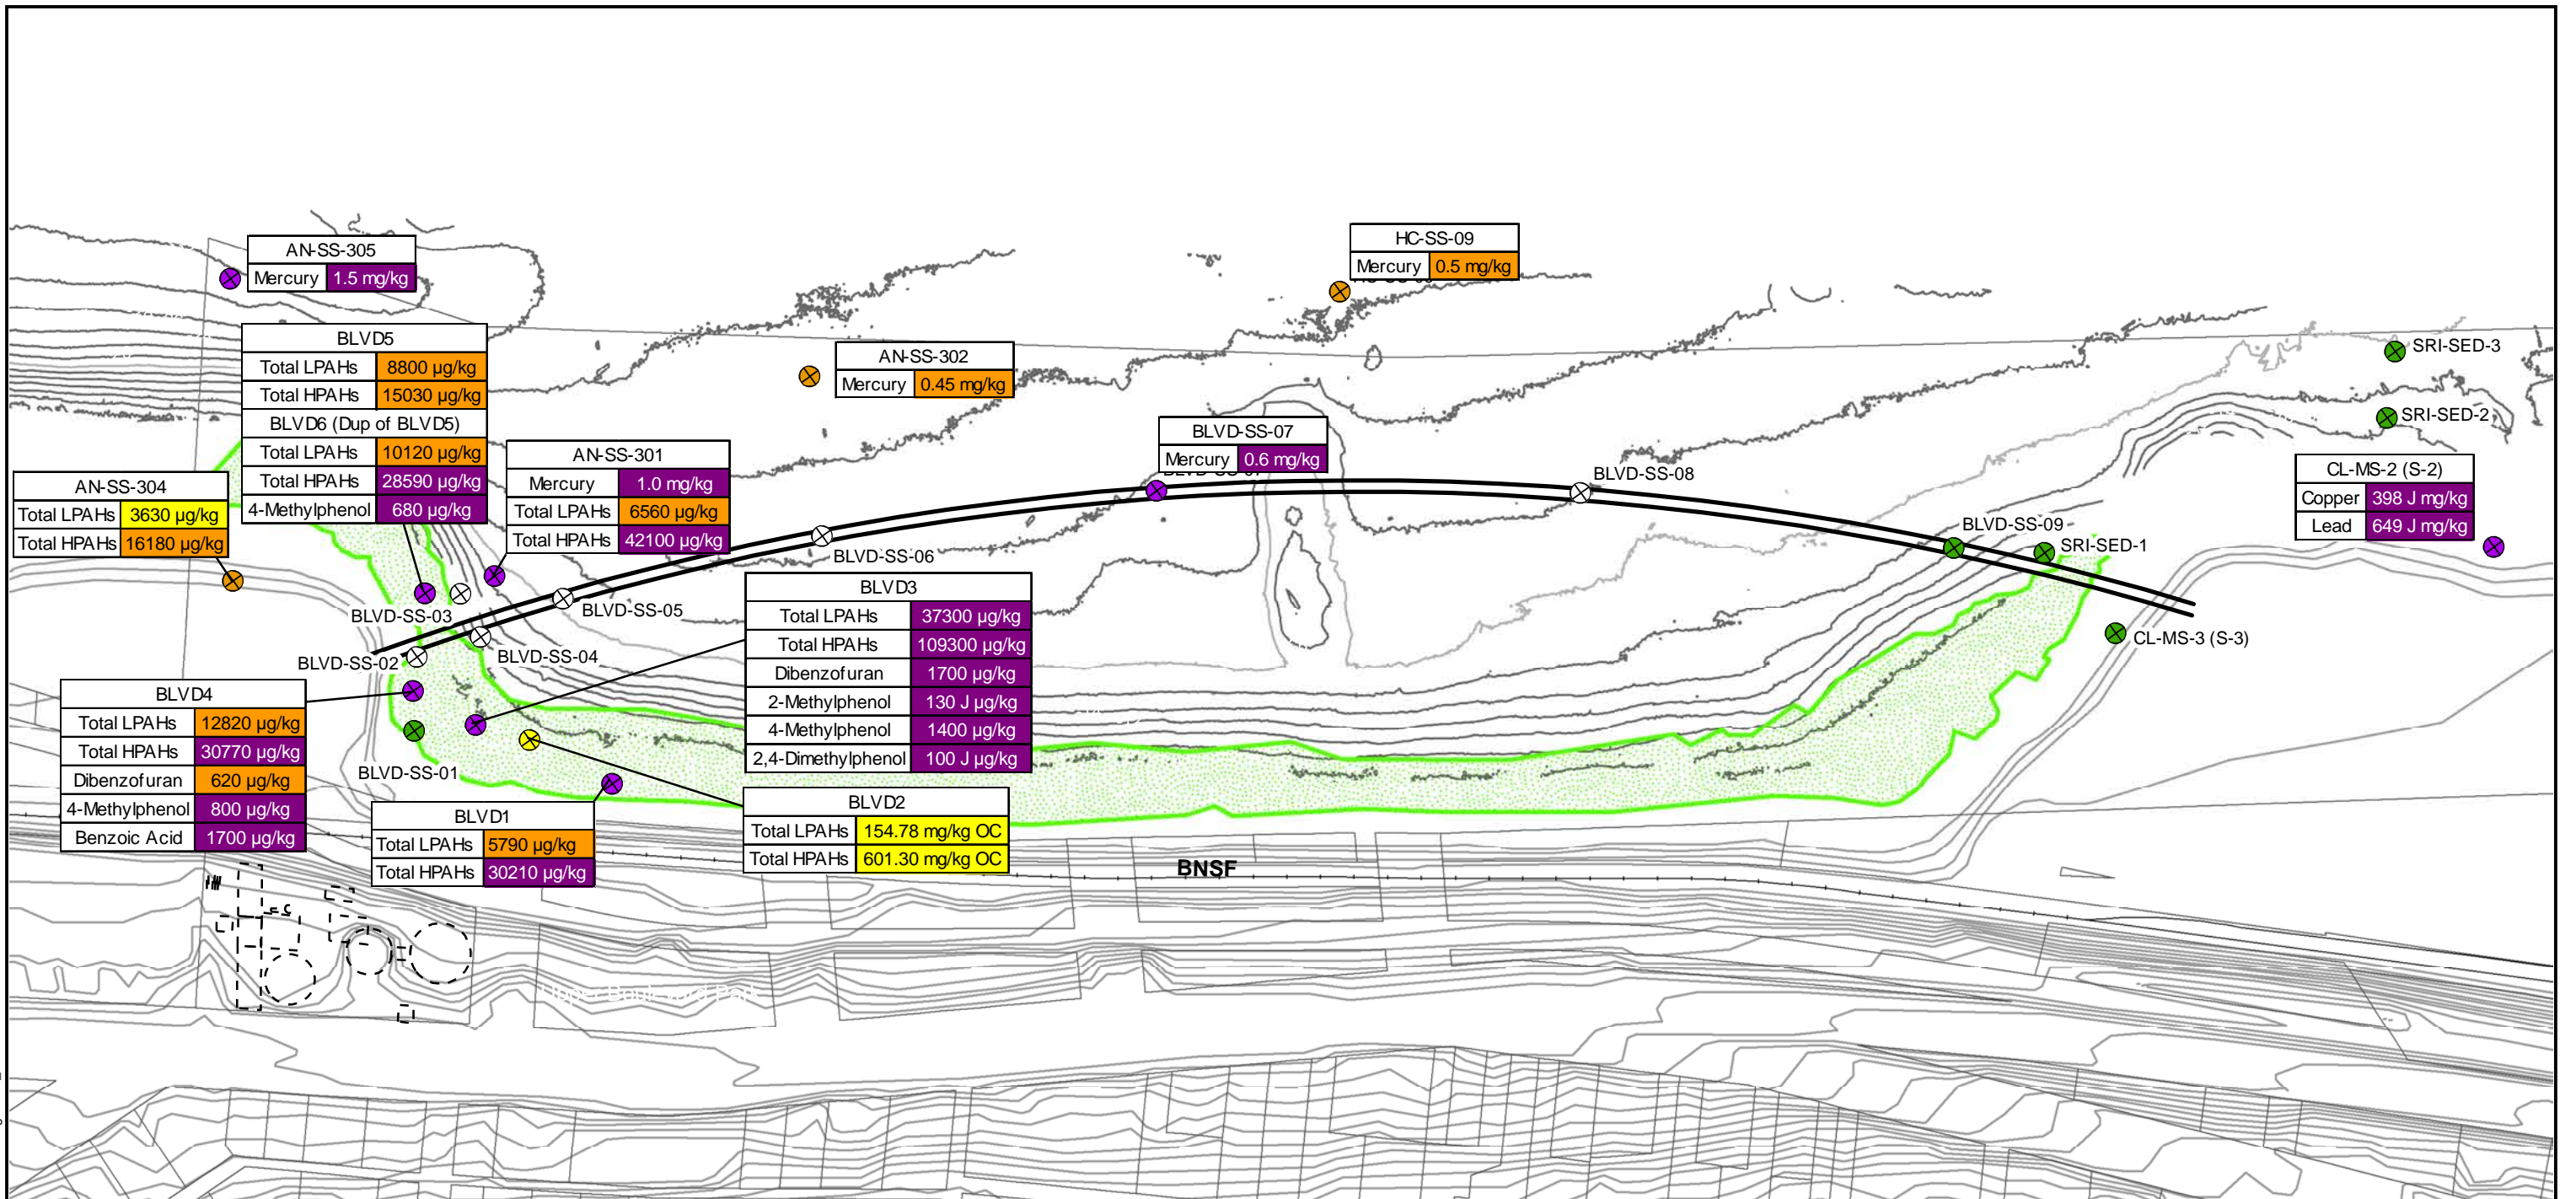 AN-SS-305
Mercury 1.5 mg/kg
HC-SS-09
Mercury 0.5 mg/kg
BLVD5
Total LPAHs 8800 µg/kg
Total HPAHs 15030 µg/kg
BLVD6 (Dup of BLVD5)
Total LPAHs 10120 µg/kg
Total HPAHs 28590 µg/kg
4-Methylphenol 680 µg/kg
AN-SS-302
Mercury 0.45 mg/kg
SRI-SED-3
SRI-SED-2
AN-SS-304
Total LPAHs 3630 µg/kg
Total HPAHs 16180 µg/kg
AN-SS-301
Mercury 1.0 mg/kg
Total LPAHs 6560 µg/kg
Total HPAHs 42100 µg/kg
BLVD-SS-07
Mercury 0.6 mg/kg
BLVD-SS-08
CL-MS-2 (S-2)
Copper 398 J mg/kg
Lead 649 J mg/kg
BLVD-SS-09
SRI-SED-1
BLVD-SS-06
BLVD-SS-03
BLVD-SS-05
CL-MS-3 (S-3)
BLVD-SS-02
BLVD-SS-04
BLVD3
Total LPAHs 37300 µg/kg
Total HPAHs 109300 µg/kg
Dibenzofuran 1700 µg/kg
2-Methylphenol 130 J µg/kg
4-Methylphenol 1400 µg/kg
2,4-Dimethylphenol 100 J µg/kg
BLVD4
Total LPAHs 12820 µg/kg
Total HPAHs 30770 µg/kg
Dibenzofuran 620 µg/kg
4-Methylphenol 800 µg/kg
Benzoic Acid 1700 µg/kg
BLVD-SS-01
BLVD1
Total LPAHs 5790 µg/kg
Total HPAHs 30210 µg/kg
BLVD2
Total LPAHs 154.78 mg/kg OC
Total HPAHs 601.30 mg/kg OC
BNSF
Upper Boulevard Park